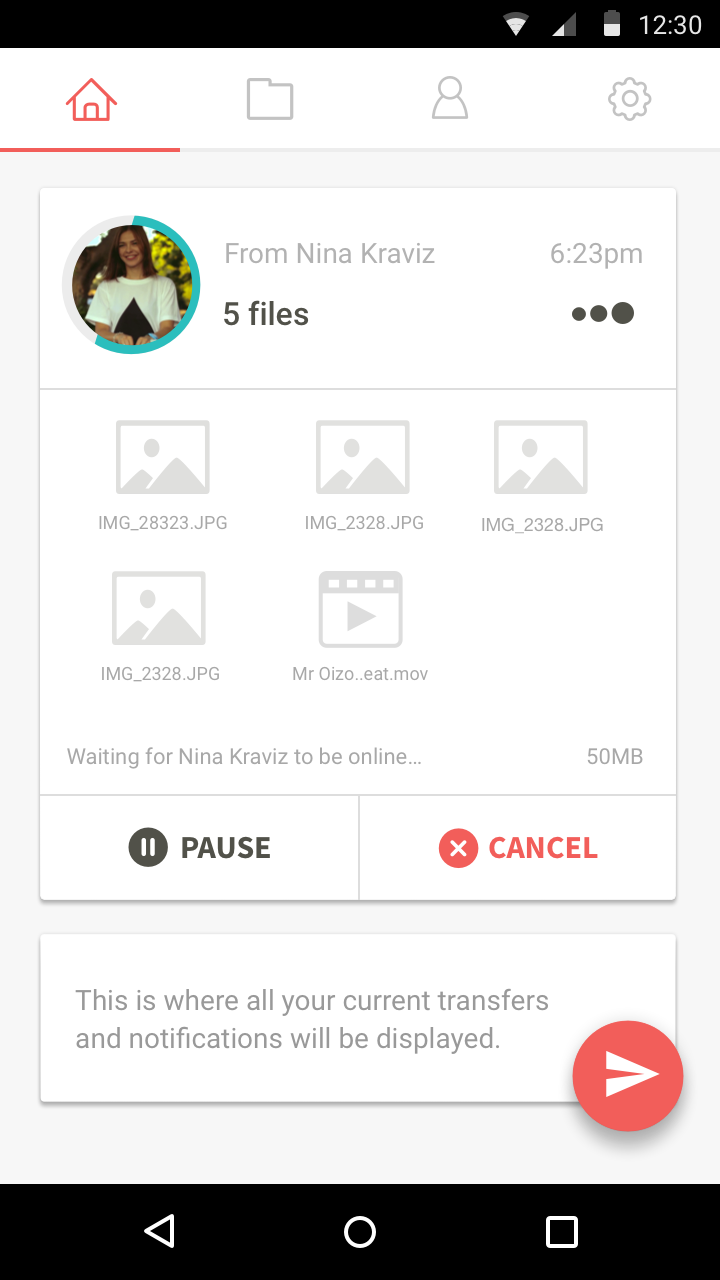 12:30
From Nina Kraviz 6:23pm
5 files
IMG_28323.JPG IMG_2328.JPG IMG_2328.JPG
IMG_2328.JPG Mr Oizo..eat.mov
Waiting for Nina Kraviz to be online... 50MB
PAUSE CANCEL
This is where all your current transfers
and notifications will be displayed.